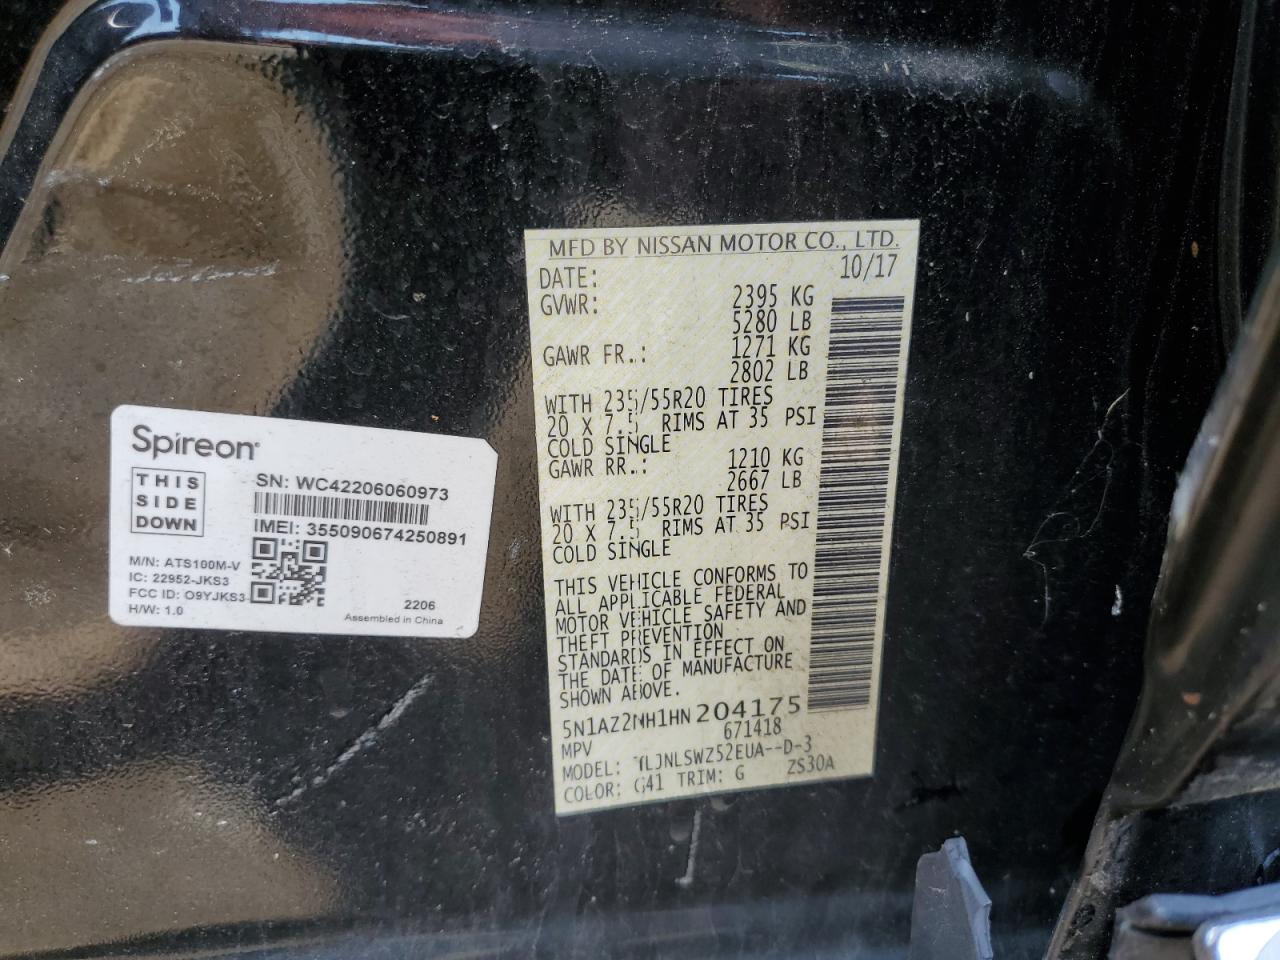 Spireon
THIS
SIDE
DOWN
SN: WC42206060973
IMEI: 355090674250891
M/N: ATS100M-V
IC: 22952-JKS3
FCC ID: O9YJKS3
H/W: 1.0
2206
Assembled in China
MFD BY NISSAN MOTOR CO., LTD.
DATE: 10/17
GVWR: 2395 KG
5280 LB
GAWR FR.: 1271 KG
2802 LB
WITH 235/55R20 TIRES
20 X 7.5 RIMS AT 35 PSI
COLD SINGLE
GAWR RR.: 1210 KG
2667 LB
WITH 235/55R20 TIRES
20 X 7.5 RIMS AT 35 PSI
COLD SINGLE
THIS VEHICLE CONFORMS TO
ALL APPLICABLE FEDERAL
MOTOR VEHICLE SAFETY AND
THEFT PREVENTION
STANDARDS IN EFFECT ON
THE DATE OF MANUFACTURE
SHOWN ABOVE.
5N1AZ2MH1HN204175
671418
MPV
MODEL: TLJNLSWZ52EUA--D-3
COLOR: G41 TRIM: G ZS30A